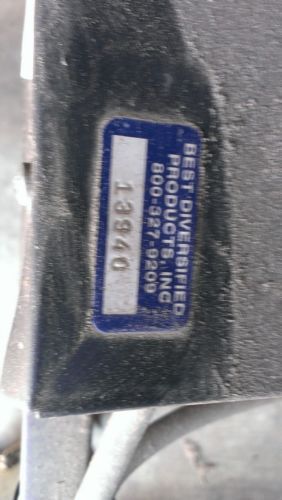 BEST DIVERSIFIED
PRODUCTS, INC
800-327-9209
13940